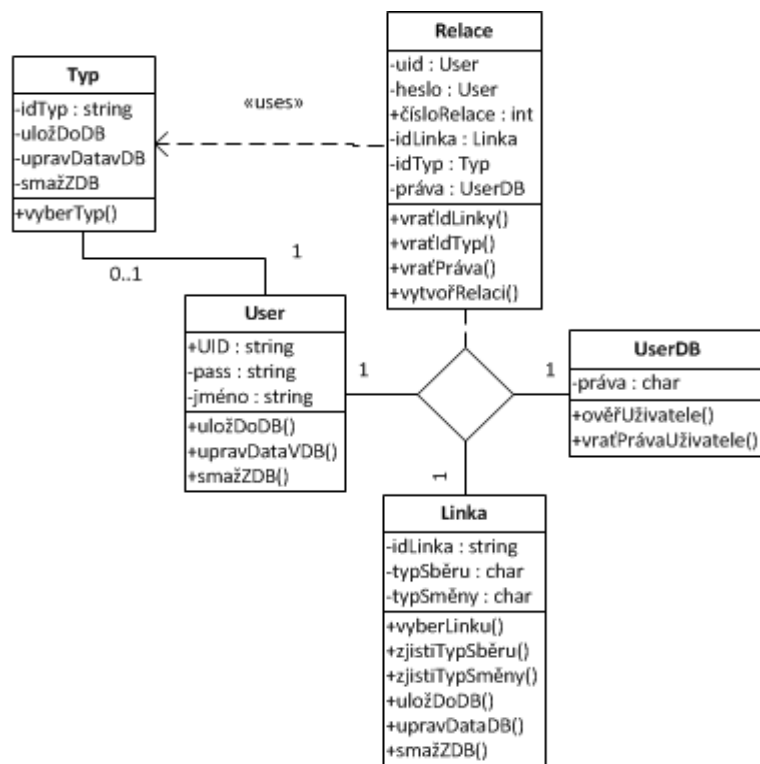 Relace
-uid : User
-heslo : User
+čísloRelace : int
-idLinka : Linka
-idTyp : Typ
-práva : UserDB
+vraťIdLinky()
+vraťIdTyp()
+vraťPráva()
+vytvořRelaci()
Typ
-idTyp : string
-uložDoDB
-upravDatavDB
-smažZDB
+vyberTyp()
«uses»
0..1
1
User
+UID : string
-pass : string
-jméno : string
+uložDoDB()
+upravDataVDB()
+smažZDB()
1
1
UserDB
-práva : char
+ověřUživatele()
+vraťPrávaUživatele()
1
Linka
-idLinka : string
-typSběru : char
-typSměny : char
+vyberLinku()
+zjistiTypSběru()
+zjistiTypSměny()
+uložDoDB()
+upravDataDB()
+smažZDB()